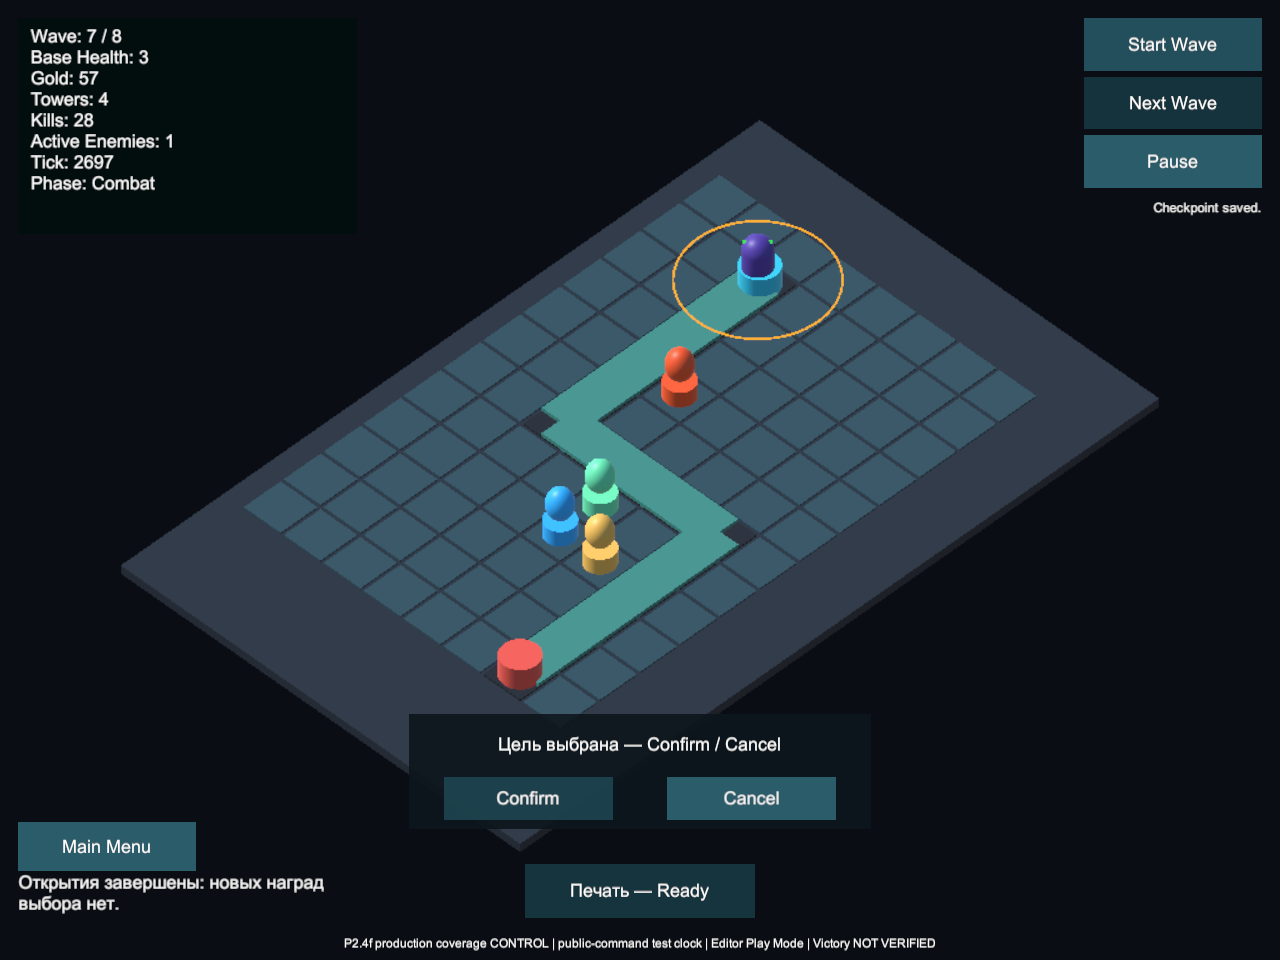 Wave: 7 / 8
Base Health: 3
Gold: 57
Towers: 4
Kills: 28
Active Enemies: 1
Tick: 2697
Phase: Combat
Start Wave
Next Wave
Pause
Checkpoint saved.
Цель выбрана — Confirm / Cancel
Confirm
Cancel
Main Menu
Открытия завершены: новых наград
выбора нет.
Печать — Ready
P2.4f production coverage CONTROL | public-command test clock | Editor Play Mode | Victory NOT VERIFIED